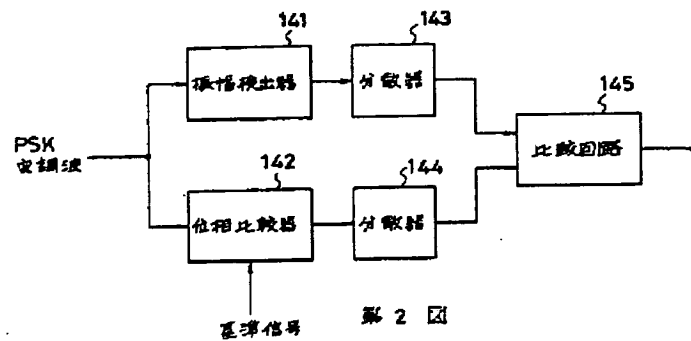 141
振幅検出器
143
分散器
145
比較回路
PSK
変調波
142
位相比較器
144
分散器
基準信号
第 2 図